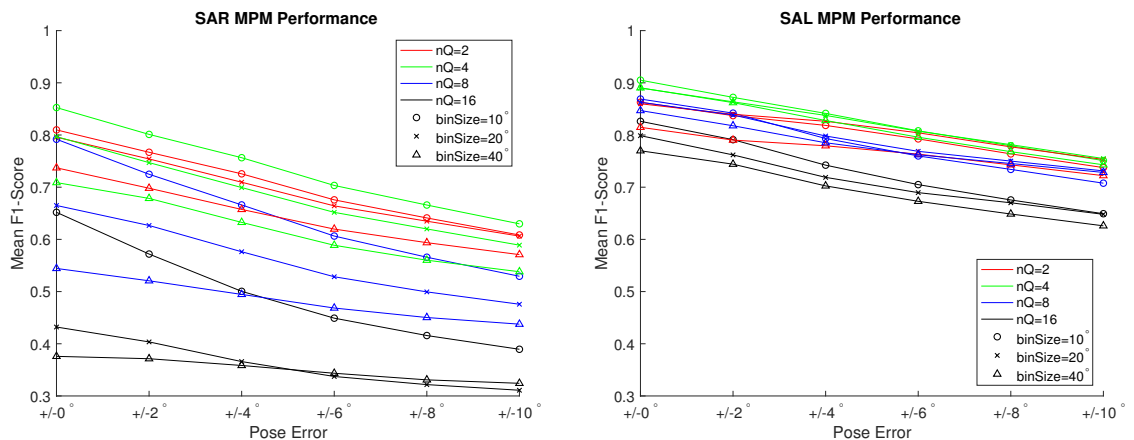 SAR MPM Performance
1
0.9
0.8
0.7
0.6
0.5
0.4
0.3
Mean F1-Score
nQ=2
nQ=4
nQ=8
nQ=16
binSize=10°
binSize=20°
binSize=40°
+/-0° +/-2° +/-4° +/-6° +/-8° +/-10°
Pose Error
SAL MPM Performance
1
0.9
0.8
0.7
0.6
0.5
0.4
0.3
Mean F1-Score
nQ=2
nQ=4
nQ=8
nQ=16
binSize=10°
binSize=20°
binSize=40°
+/-0° +/-2° +/-4° +/-6° +/-8° +/-10°
Pose Error